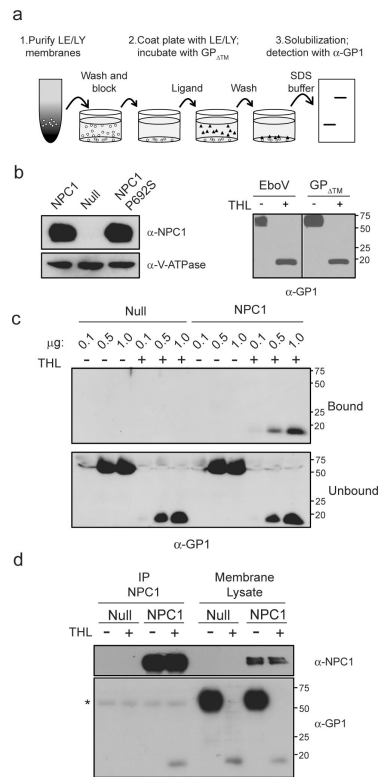 a
1.Purify LE/LY membranes
2.Coat plate with LE/LY; incubate with GPΔTM
3.Solubilization; detection with α-GP1
Wash and block
Ligand
Wash
SDS buffer
b
NPC1 Null NPC1 P692S
α-NPC1
α-V-ATPase
EboV GPΔTM
THL - + - +
75
50
25
20
α-GP1
c
Null NPC1
μg: 0.1 0.5 1.0 0.1 0.5 1.0 0.1 0.5 1.0 0.1 0.5 1.0
THL - - - + + + - - - + + +
75
50
25
20
Bound
75
50
25
20
Unbound
α-GP1
d
IP NPC1
Membrane Lysate
Null NPC1 Null NPC1
THL - + - + - + - +
α-NPC1
*
75
50
25
20
α-GP1